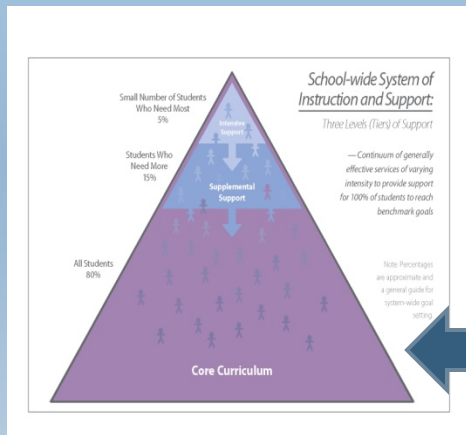 School-wide System of
Instruction and Support:
Three Levels (Tiers) of Support
— Continuum of generally
effective services of varying
intensity to provide support
for 100% of students to reach
benchmark goals
Note: Percentages
are approximate and
a general guide for
system-wide goal
setting.
Small Number of Students
Who Need Most
5%
Intensive
Support
Students Who
Need More
15%
Supplemental
Support
All Students
80%
Core Curriculum